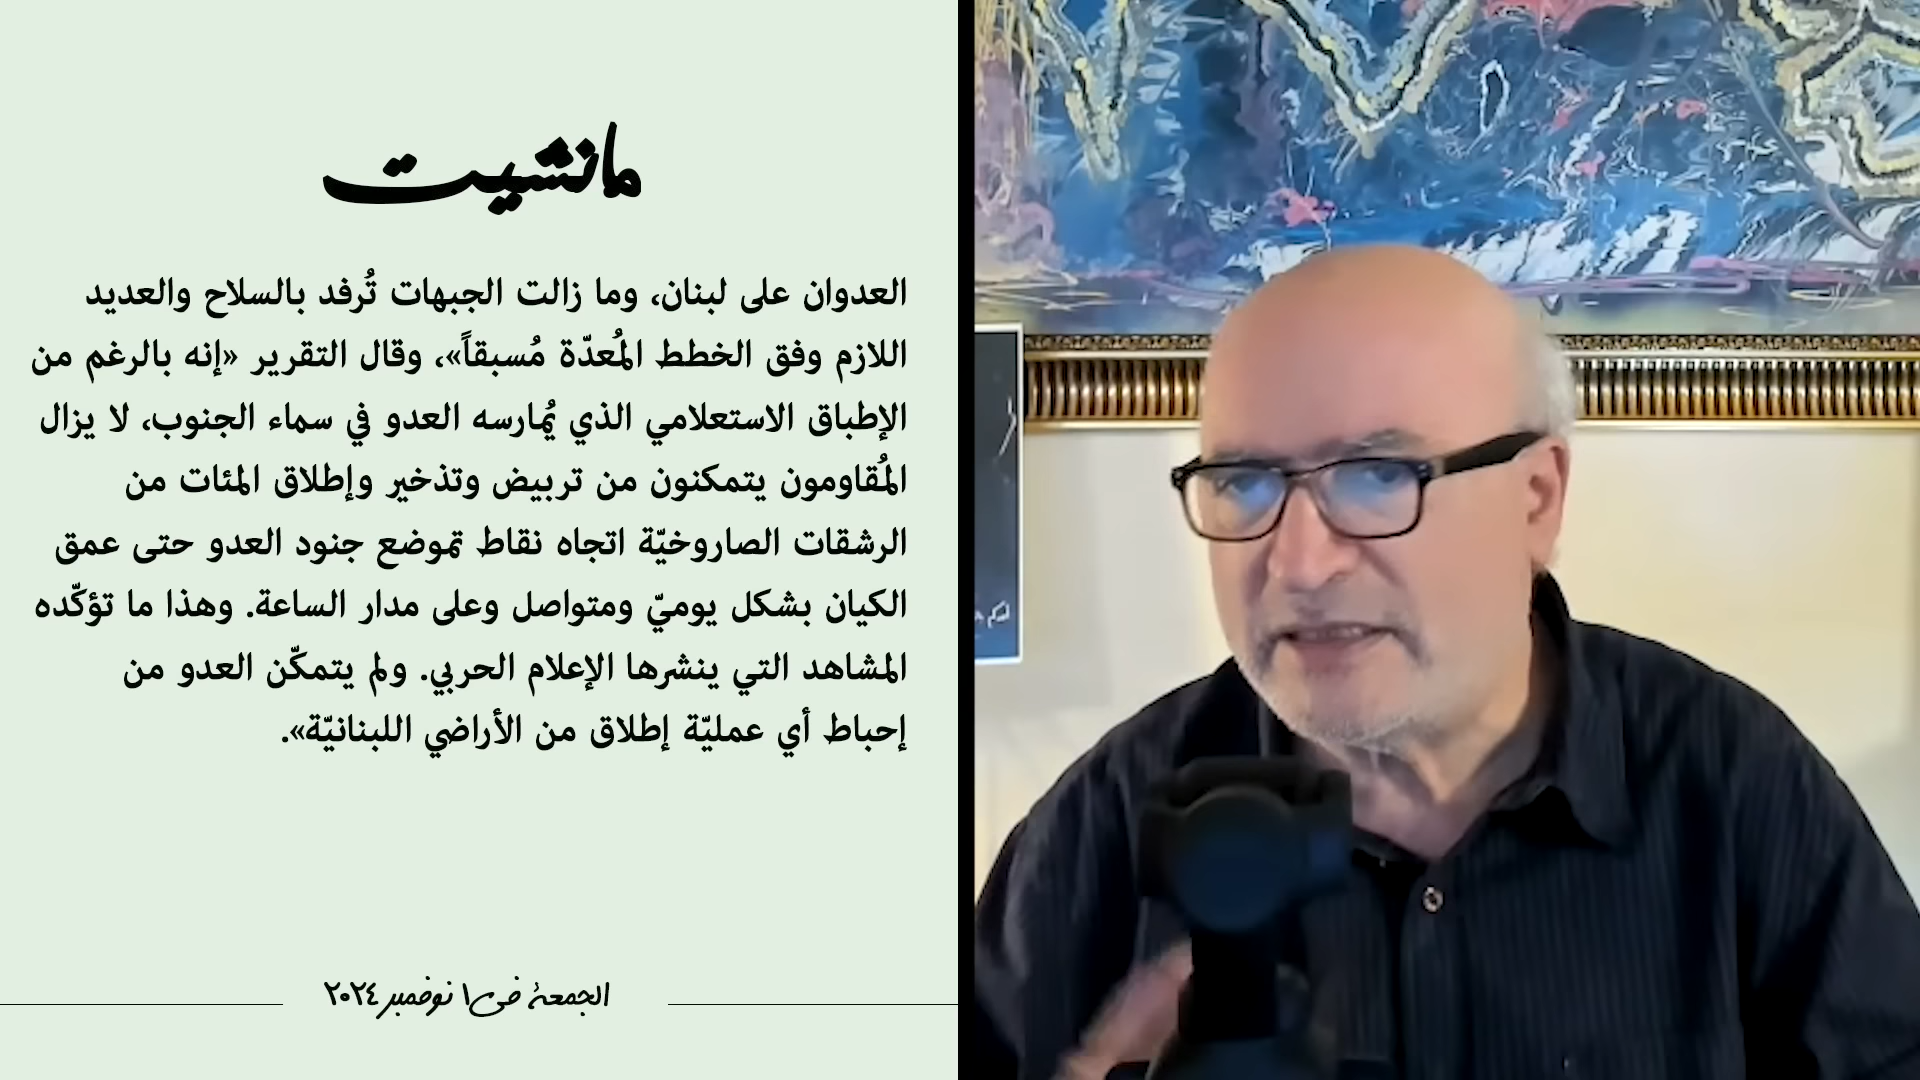 مانشيت
العدوان على لبنان، وما زالت الجبهات تُرفد بالسلاح والعديد
اللازم وفق الخطط المُعدّة مُسبقاً»، وقال التقرير «إنه بالرغم من
الإطباق الاستعلامي الذي يُمارسه العدو في سماء الجنوب، لا يزال
المُقاومون يتمكنون من تربيض وتذخير وإطلاق المئات من
الرشقات الصاروخيّة اتجاه نقاط تموضع جنود العدو حتى عمق
الكيان بشكل يوميّ ومتواصل وعلى مدار الساعة. وهذا ما تؤكّده
المشاهد التي ينشرها الإعلام الحربي. ولم يتمكّن العدو من
إحباط أي عمليّة إطلاق من الأراضي اللبنانيّة».
الجمعة في ١ نوفمبر ٢٠٢٤